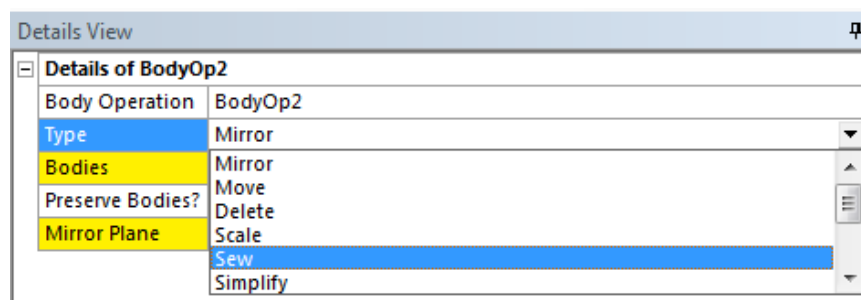 Details View
Details of BodyOp2
Body Operation BodyOp2
Type Mirror
Bodies Mirror
Move
Preserve Bodies? Delete
Mirror Plane Scale
Sew
Simplify